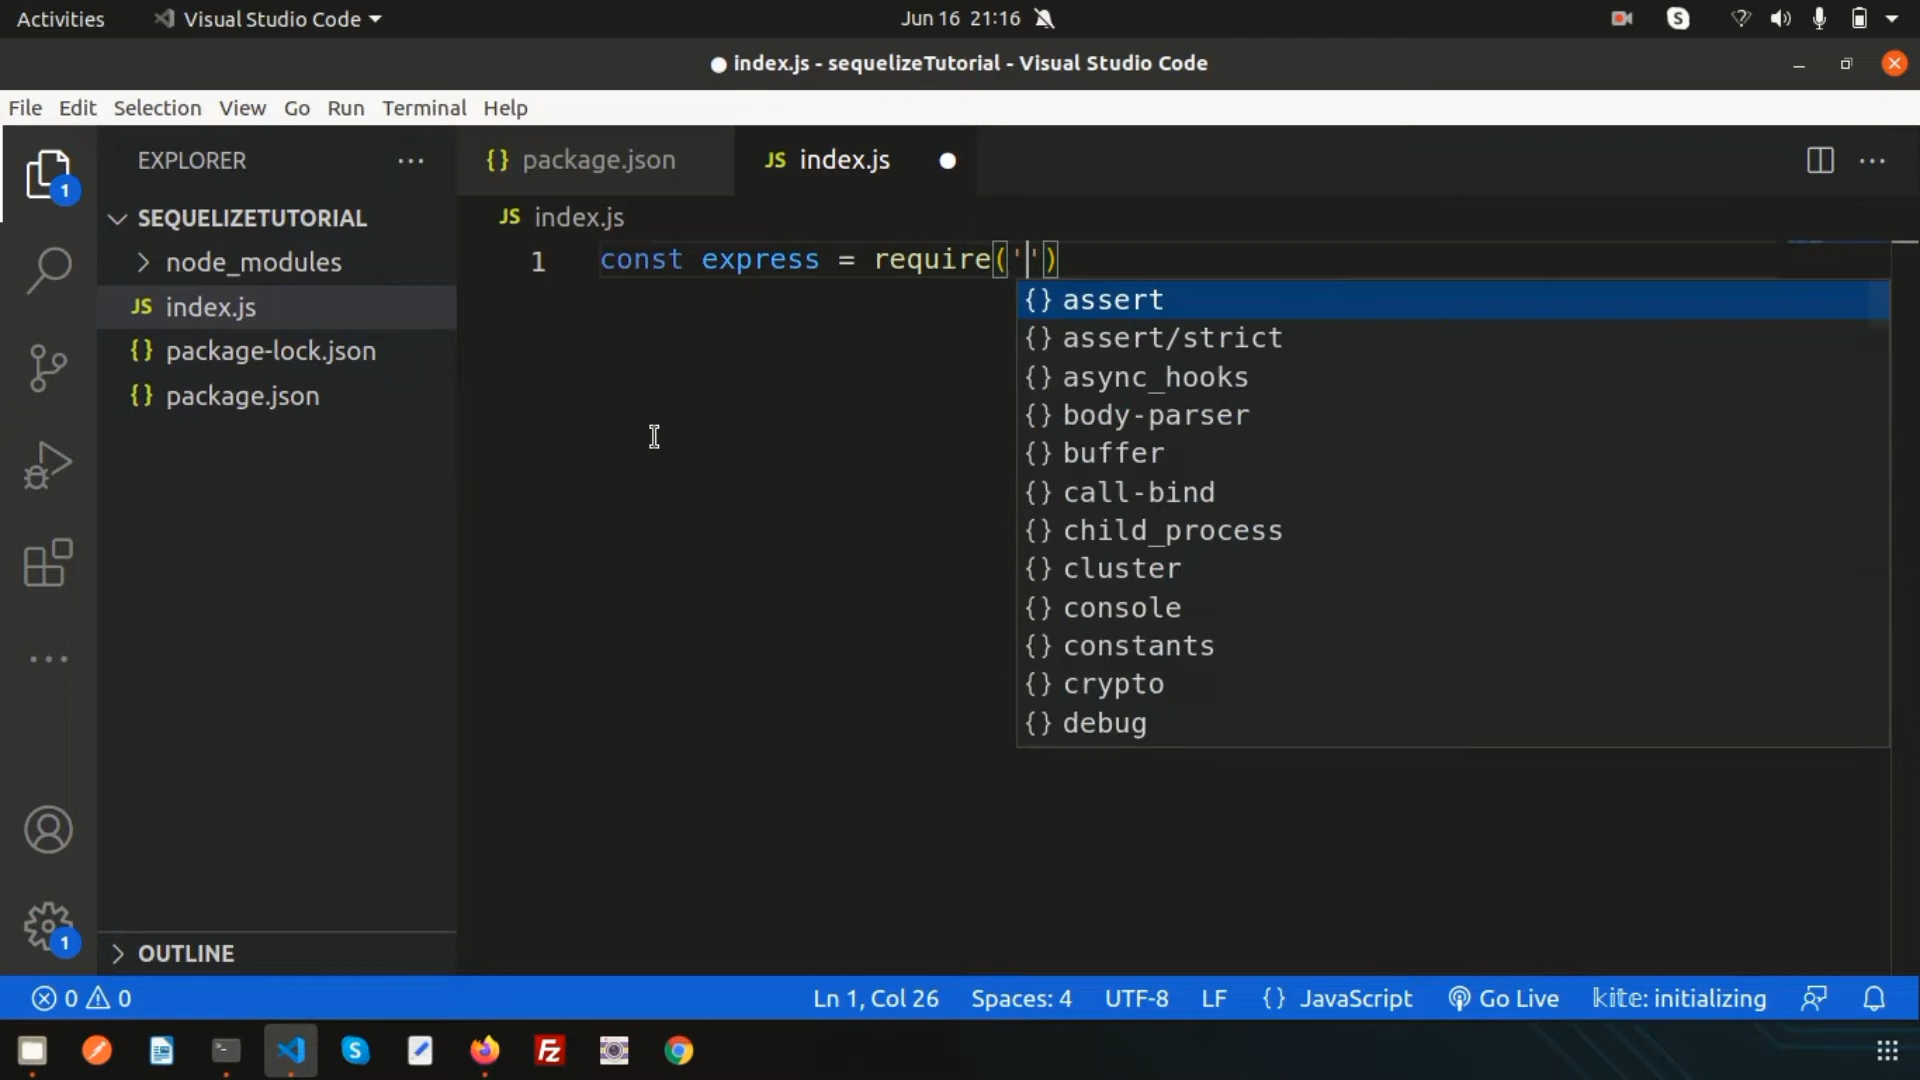 Activities
Visual Studio Code
Jun 16 21:16
S
index.js - sequelizeTutorial - Visual Studio Code
File Edit Selection View Go Run Terminal Help
1
EXPLORER ...
{} package.json
JS index.js
SEQUELIZETUTORIAL
JS index.js
node_modules
1 const express = require('')
JS index.js
{} package-lock.json
{} package.json
{} assert
{} assert/strict
{} async_hooks
{} body-parser
{} buffer
{} call-bind
{} child_process
{} cluster
{} console
{} constants
{} crypto
{} debug
1
OUTLINE
0 0
Ln 1, Col 26 Spaces: 4 UTF-8 LF {} JavaScript Go Live kite: initializing
S
Fz